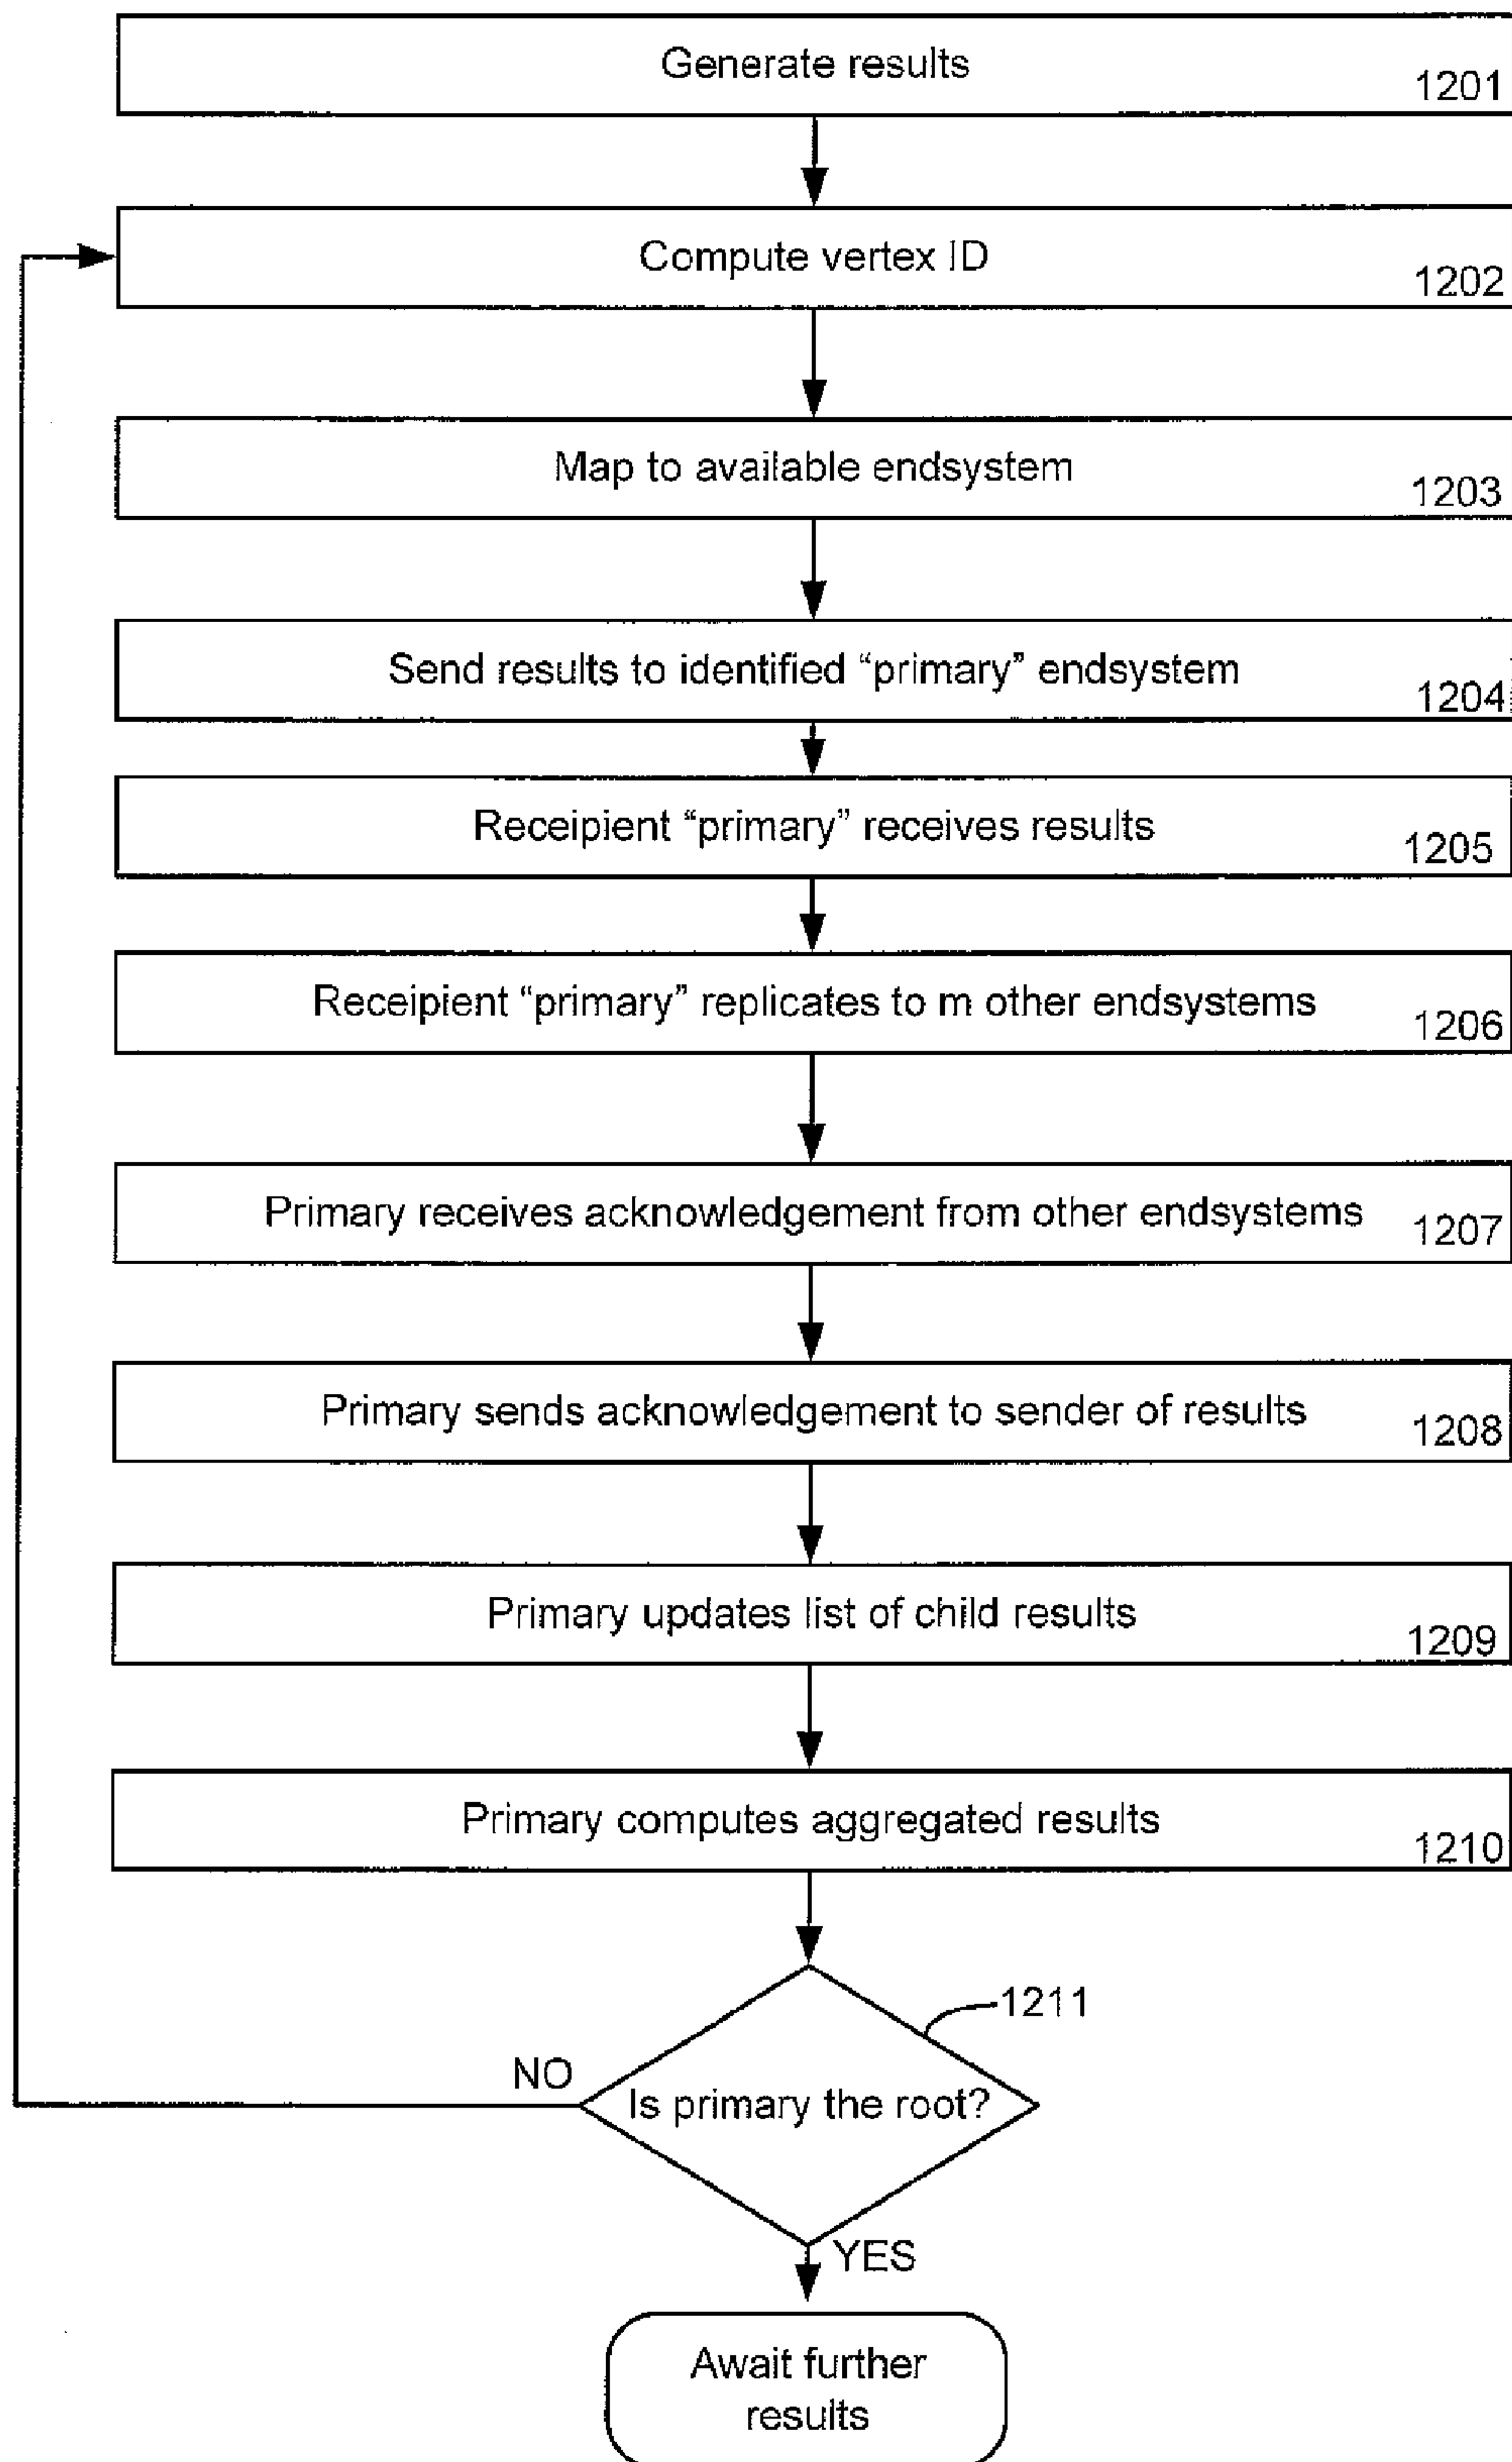 Generate results
1201
Compute vertex ID
1202
Map to available endsystem
1203
Send results to identified “primary” endsystem
1204
Receipient “primary” receives results
1205
Receipient “primary” replicates to m other endsystems
1206
Primary receives acknowledgement from other endsystems
1207
Primary sends acknowledgement to sender of results
1208
Primary updates list of child results
1209
Primary computes aggregated results
1210
1211
NO
Is primary the root?
YES
Await further
results